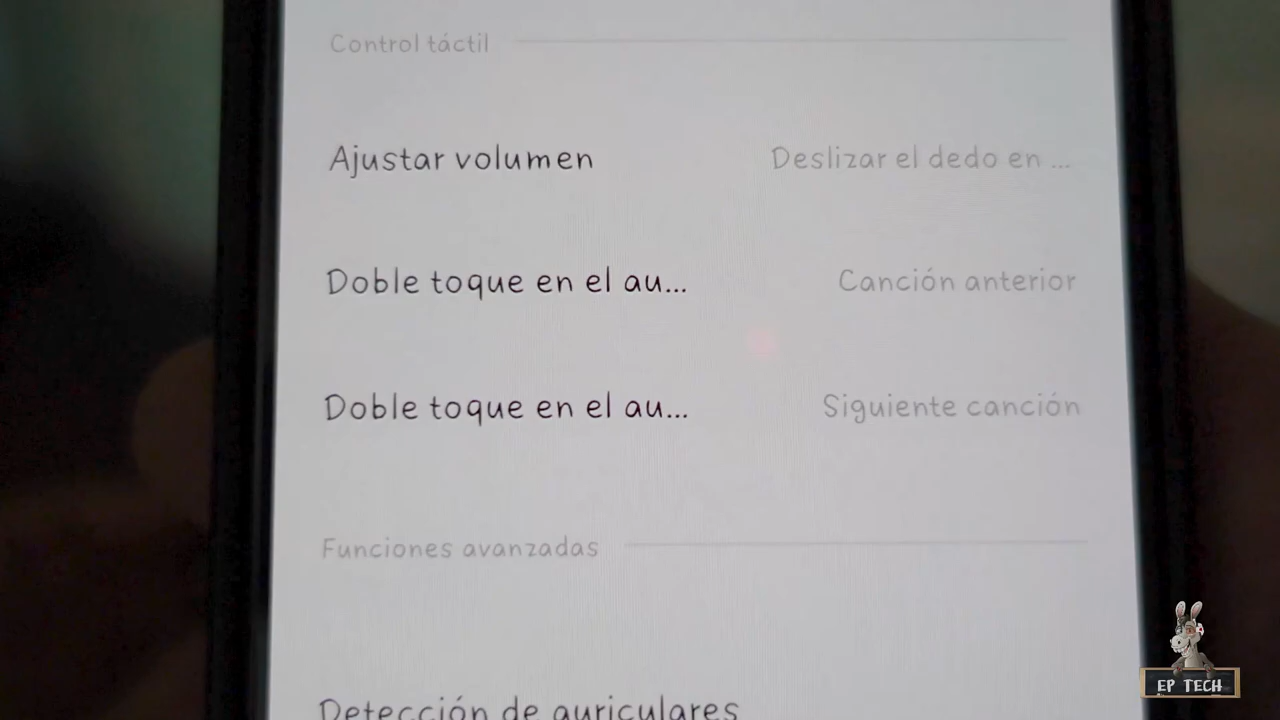 Control táctil
Ajustar volumen Deslizar el dedo en ...
Doble toque en el au... Canción anterior
Doble toque en el au... Siguiente canción
Funciones avanzadas
Detección de auriculares
EP TECH